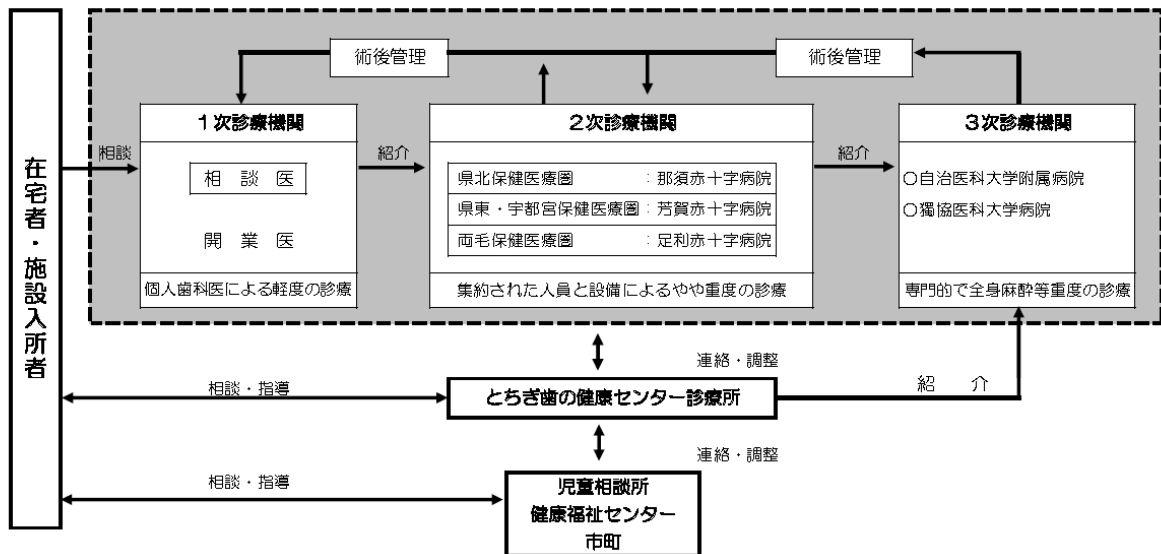 在宅者・施設入所者
術後管理
術後管理
相談
1次診療機関
相 談 医
開 業 医
個人歯科医による軽度の診療
紹介
2次診療機関
県北保健医療圏 : 那須赤十字病院
県東・宇都宮保健医療圏 : 芳賀赤十字病院
両毛保健医療圏 : 足利赤十字病院
集約された人員と設備によるやや重度の診療
紹介
3次診療機関
○自治医科大学附属病院
○獨協医科大学病院
専門的で全身麻酔等重度の診療
連絡・調整
相談・指導
とちぎ歯の健康センター診療所
紹 介
連絡・調整
相談・指導
児童相談所
健康福祉センター
市町